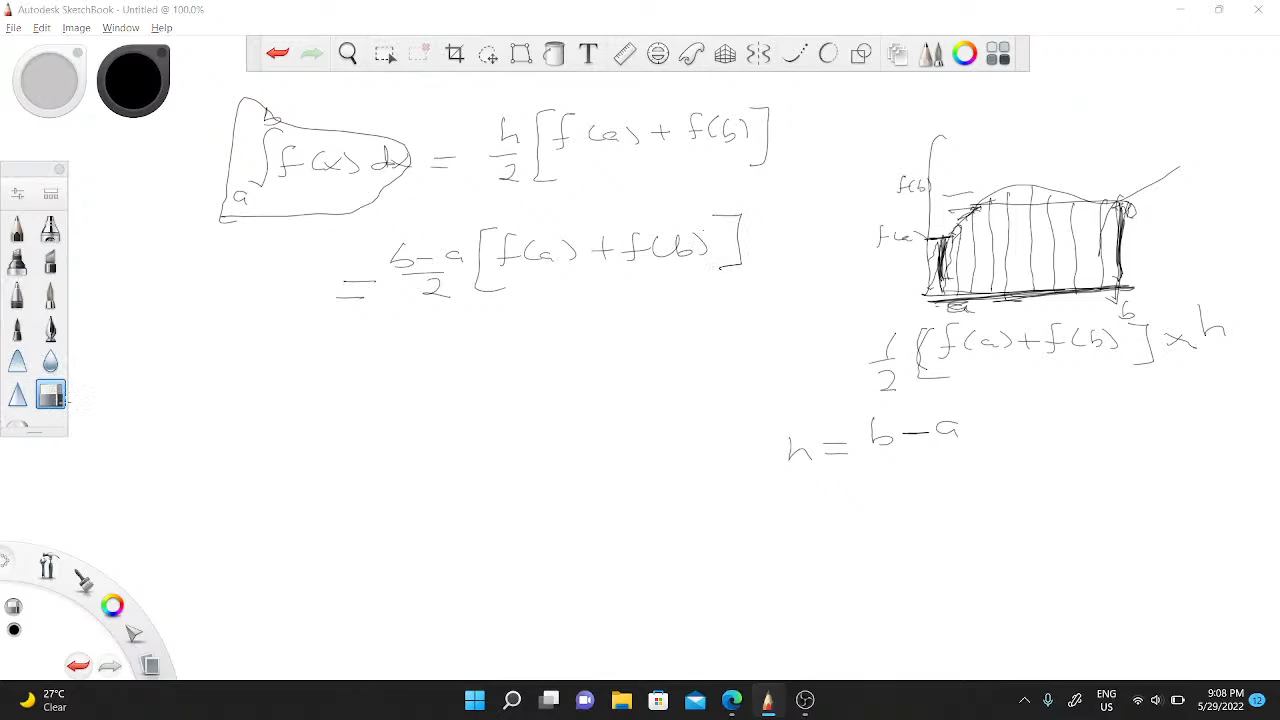 Autodesk SketchBook - Untitled @ 100.0%
File Edit Image Window Help
b
∫ f(x) dx = h/2 [f(a) + f(b)]
a
= b-a/2 [f(a) + f(b)]
f(b)
f(a)
a b
1/2 [f(a) + f(b)] x h
h = b - a
27°C
Clear
ENG
US
9:08 PM
5/29/2022
12